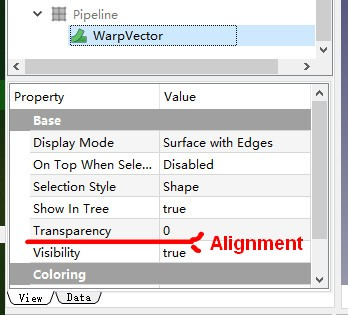 Pipeline
WarpVector
Property Value
Base
Display Mode Surface with Edges
On Top When Sele... Disabled
Selection Style Shape
Show In Tree true
Transparency 0
Alignment
Visibility true
Coloring
View Data